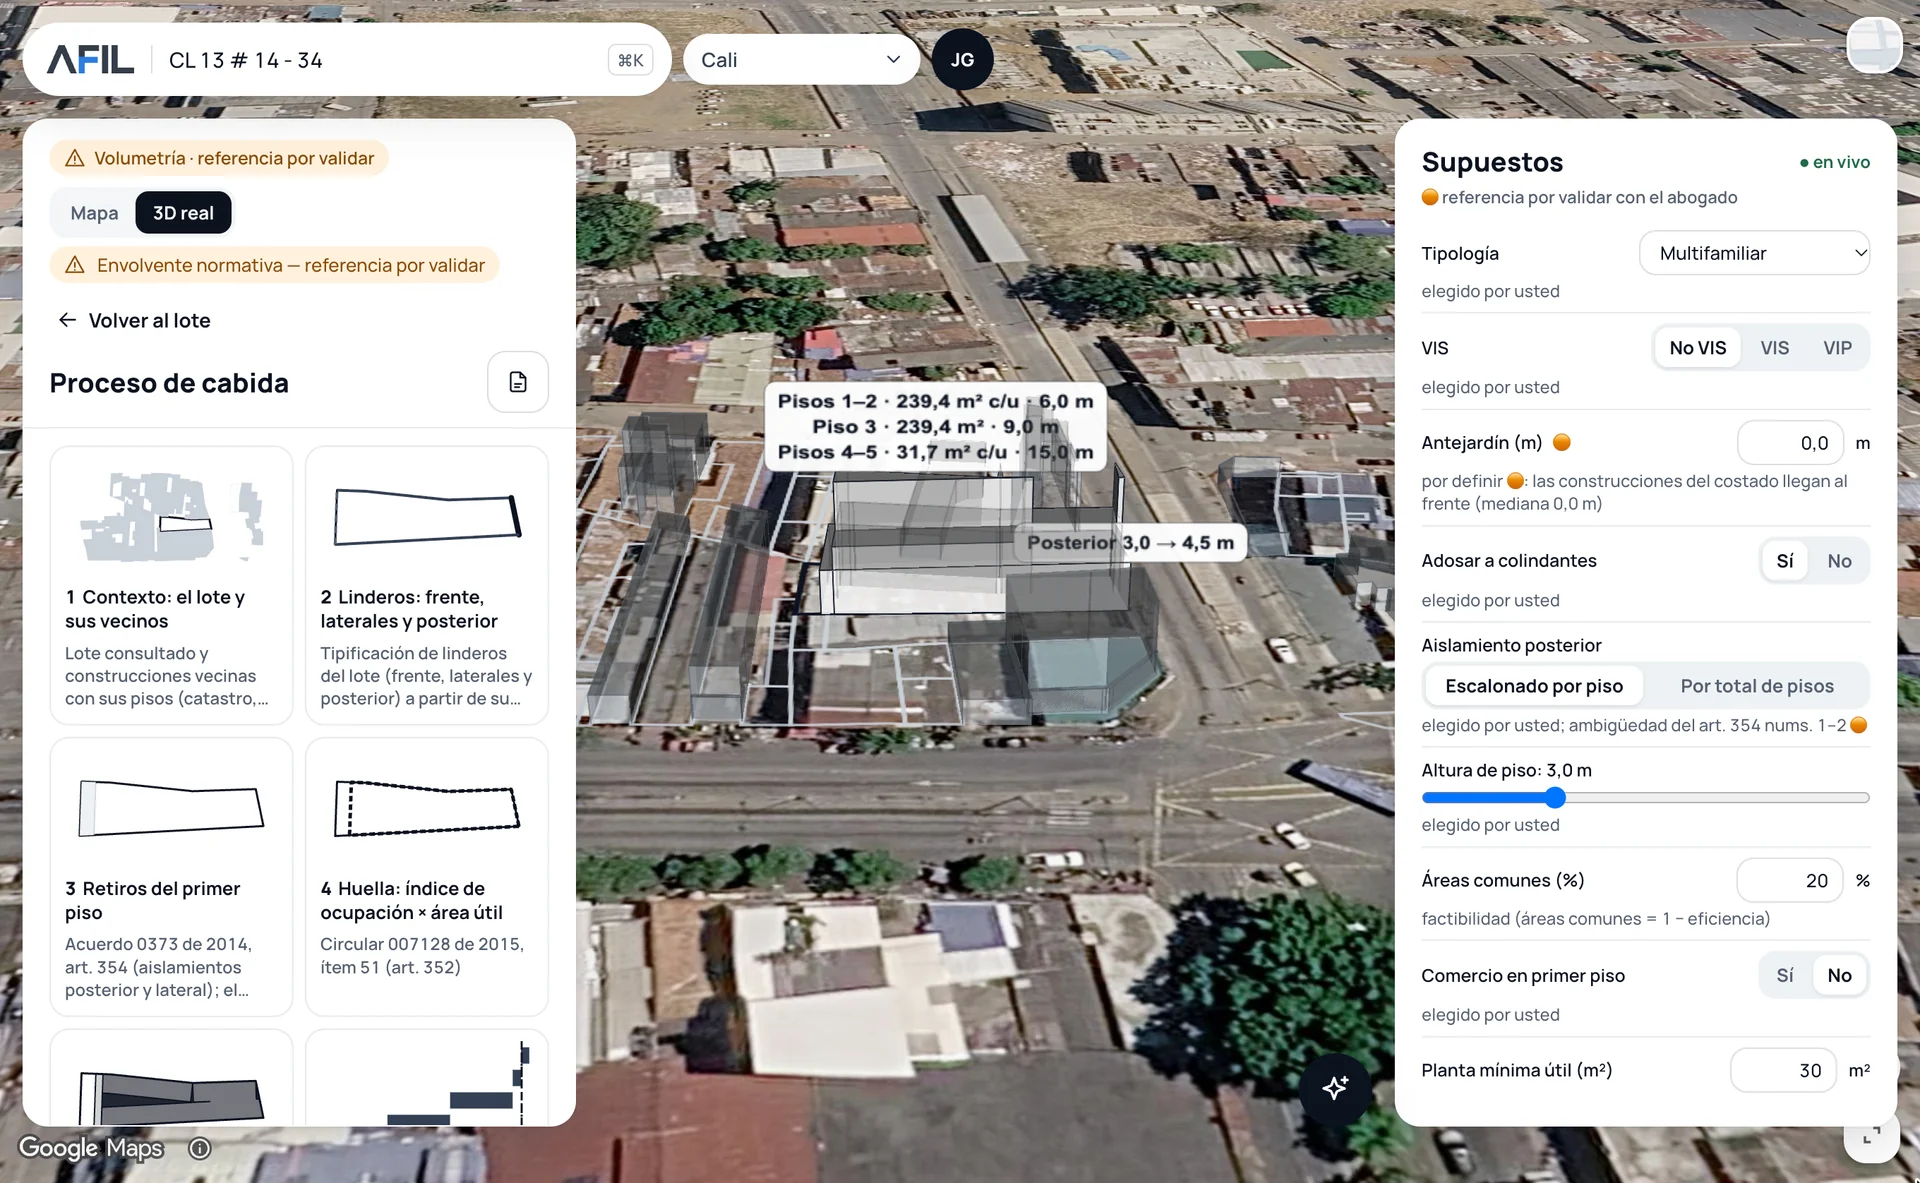 AFIL
CL 13 # 14 - 34
⌘K
Cali
JG
Volumetría · referencia por validar
Mapa
3D real
Envolvente normativa — referencia por validar
← Volver al lote
Proceso de cabida
1 Contexto: el lote y
sus vecinos
Lote consultado y
construcciones vecinas
con sus pisos (catastro,…
2 Linderos: frente,
laterales y posterior
Tipificación de linderos
del lote (frente, laterales y
posterior) a partir de su…
3 Retiros del primer
piso
Acuerdo 0373 de 2014,
art. 354 (aislamientos
posterior y lateral); el…
4 Huella: índice de
ocupación × área útil
Circular 007128 de 2015,
ítem 51 (art. 352)
Google Maps
Pisos 1–2 · 239,4 m² c/u · 6,0 m
Piso 3 · 239,4 m² · 9,0 m
Pisos 4–5 · 31,7 m² c/u · 15,0 m
Posterior 3,0 → 4,5 m
Supuestos
en vivo
referencia por validar con el abogado
Tipología
Multifamiliar
elegido por usted
VIS
No VIS
VIS
VIP
elegido por usted
Antejardín (m)
0,0
m
por definir : las construcciones del costado llegan al
frente (mediana 0,0 m)
Adosar a colindantes
Sí
No
elegido por usted
Aislamiento posterior
Escalonado por piso
Por total de pisos
elegido por usted; ambigüedad del art. 354 nums. 1–2
Altura de piso: 3,0 m
elegido por usted
Áreas comunes (%)
20
%
factibilidad (áreas comunes = 1 − eficiencia)
Comercio en primer piso
Sí
No
elegido por usted
Planta mínima útil (m²)
30
m²